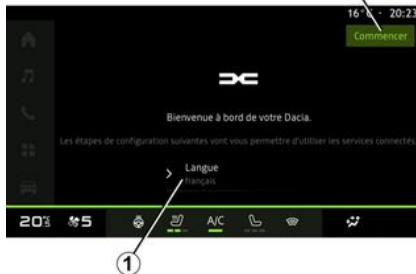 16°C - 20:23
Commencer
Bienvenue à bord de votre Dacia.
Les étapes de configuration suivantes vont vous permettre d'utiliser les services connectés
Langue
français
20°5 5 A/C
1